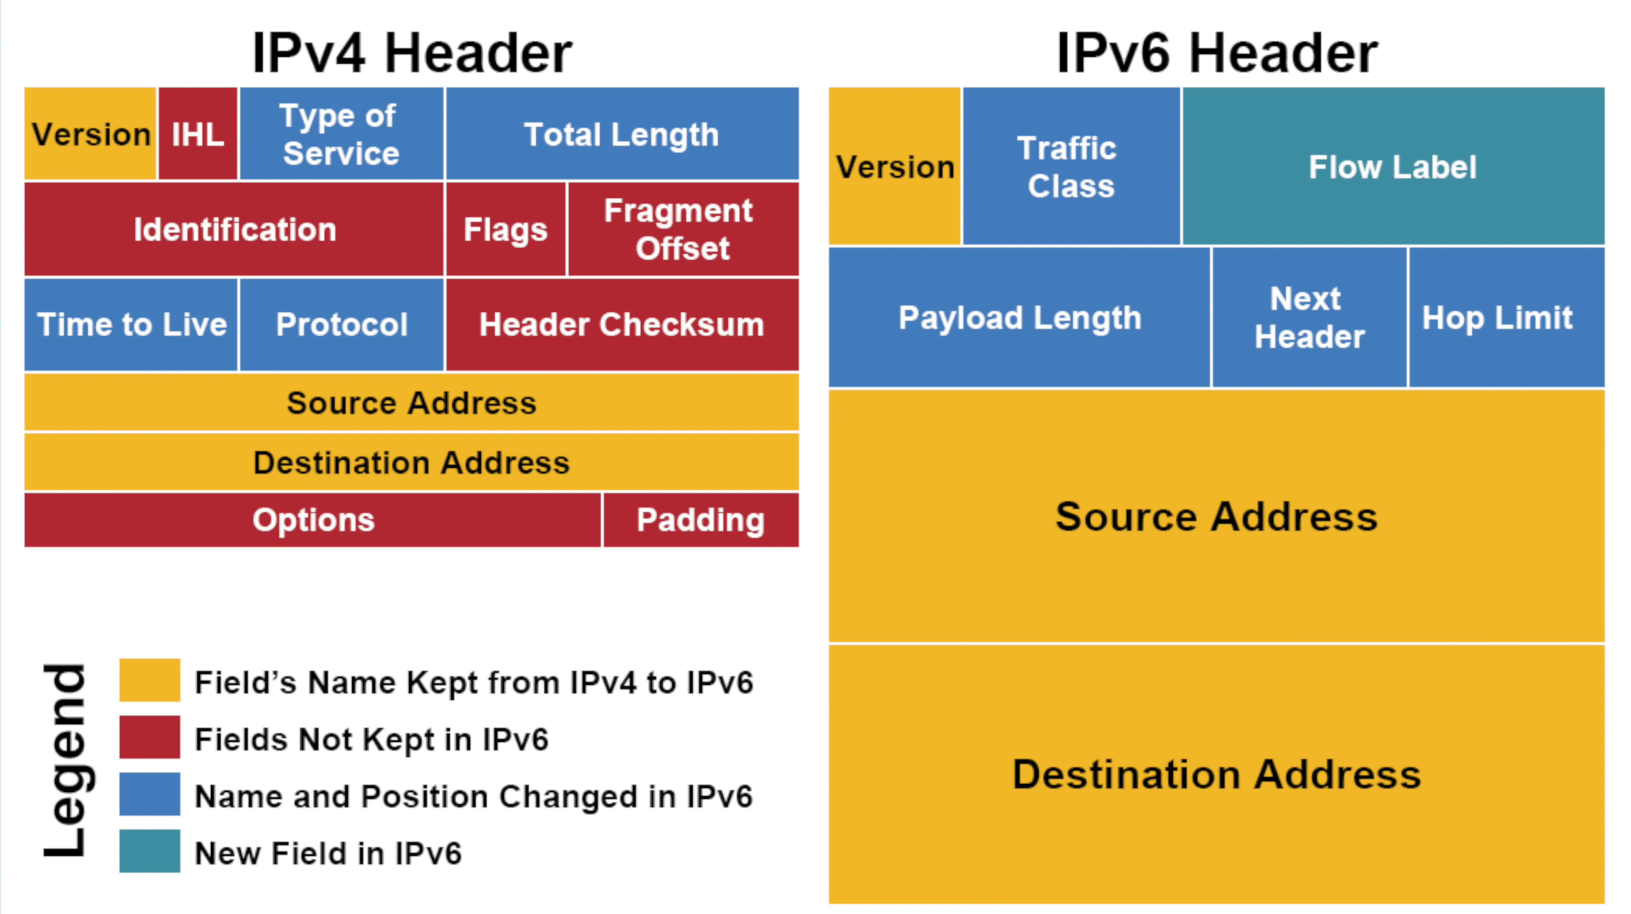 IPv4 Header
Version
IHL
Type of
Service
Total Length
Identification
Flags
Fragment
Offset
Time to Live
Protocol
Header Checksum
Source Address
Destination Address
Options
Padding
Legend
Field's Name Kept from IPv4 to IPv6
Fields Not Kept in IPv6
Name and Position Changed in IPv6
New Field in IPv6
IPv6 Header
Version
Traffic
Class
Flow Label
Payload Length
Next
Header
Hop Limit
Source Address
Destination Address